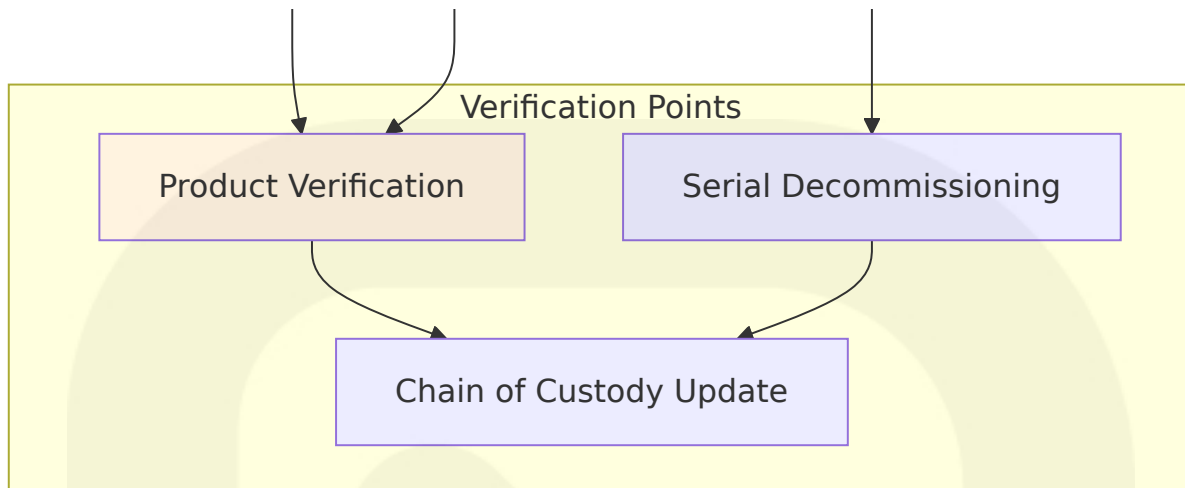 Verification Points
Product Verification
Serial Decommissioning
Chain of Custody Update